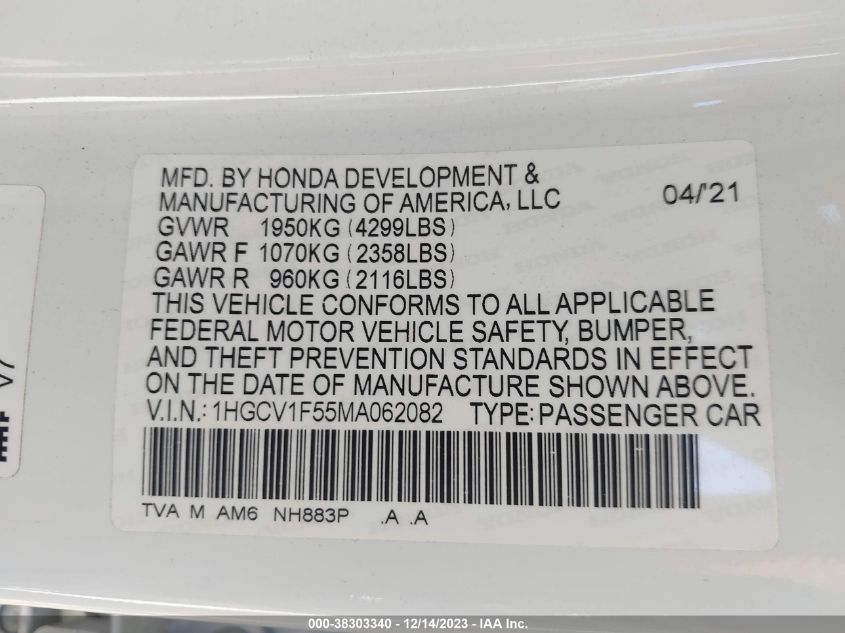 MFD. BY HONDA DEVELOPMENT &
MANUFACTURING OF AMERICA, LLC 04/'21
GVWR 1950KG (4299LBS)
GAWR F 1070KG (2358LBS)
GAWR R 960KG (2116LBS)
THIS VEHICLE CONFORMS TO ALL APPLICABLE
FEDERAL MOTOR VEHICLE SAFETY, BUMPER,
AND THEFT PREVENTION STANDARDS IN EFFECT
ON THE DATE OF MANUFACTURE SHOWN ABOVE.
V.I.N.: 1HGCV1F55MA062082 TYPE: PASSENGER CAR
TVA M AM6 NH883P .A .A
000-38303340 - 12/14/2023 - IAA Inc.